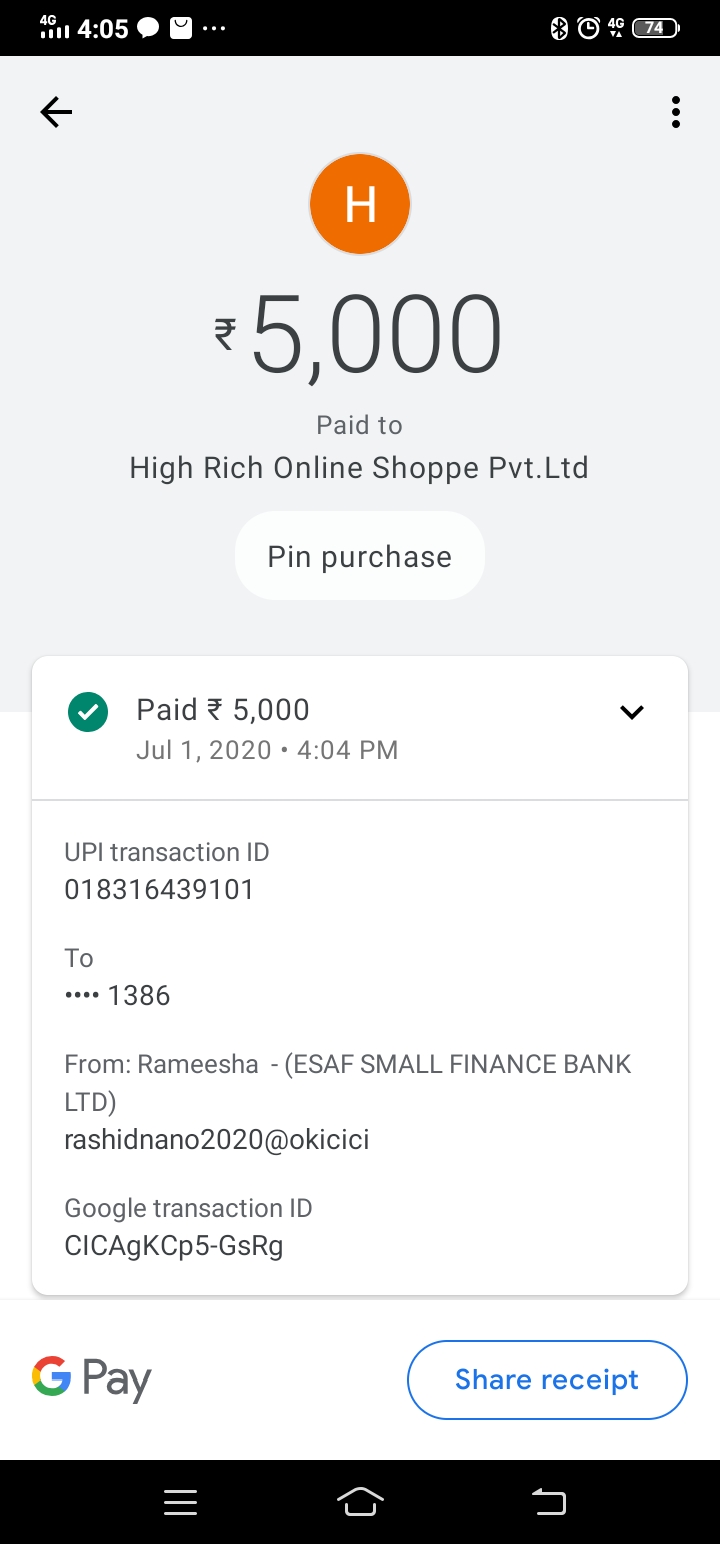 4G 4:05 4G 74
H
₹5,000
Paid to
High Rich Online Shoppe Pvt.Ltd
Pin purchase
Paid ₹ 5,000
Jul 1, 2020 • 4:04 PM
UPI transaction ID
018316439101
To
•••• 1386
From: Rameesha - (ESAF SMALL FINANCE BANK
LTD)
rashidnano2020@okicici
Google transaction ID
CICAgKCp5-GsRg
G Pay
Share receipt